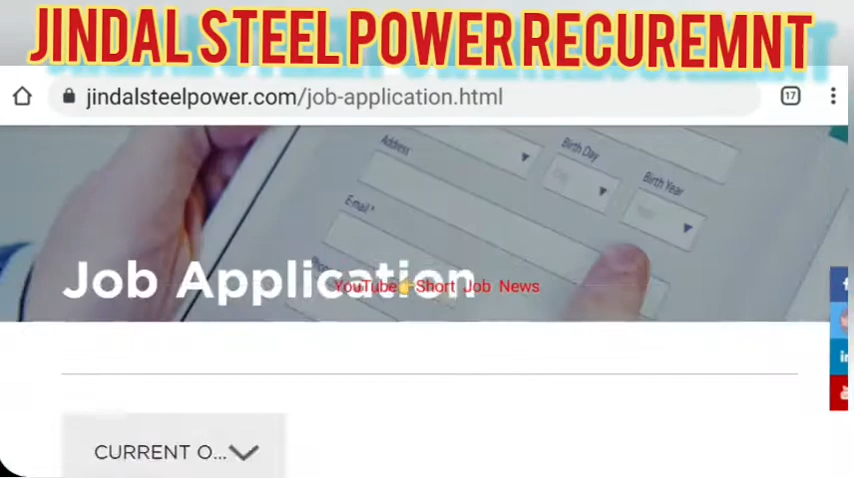 JINDAL STEEL POWER RECUREMNT
jindalsteelpower.com/job-application.html
17
Address
Birth Day
Birth Year
E-mail *
Job Application
YouTube👉Short Job News
CURRENT O...